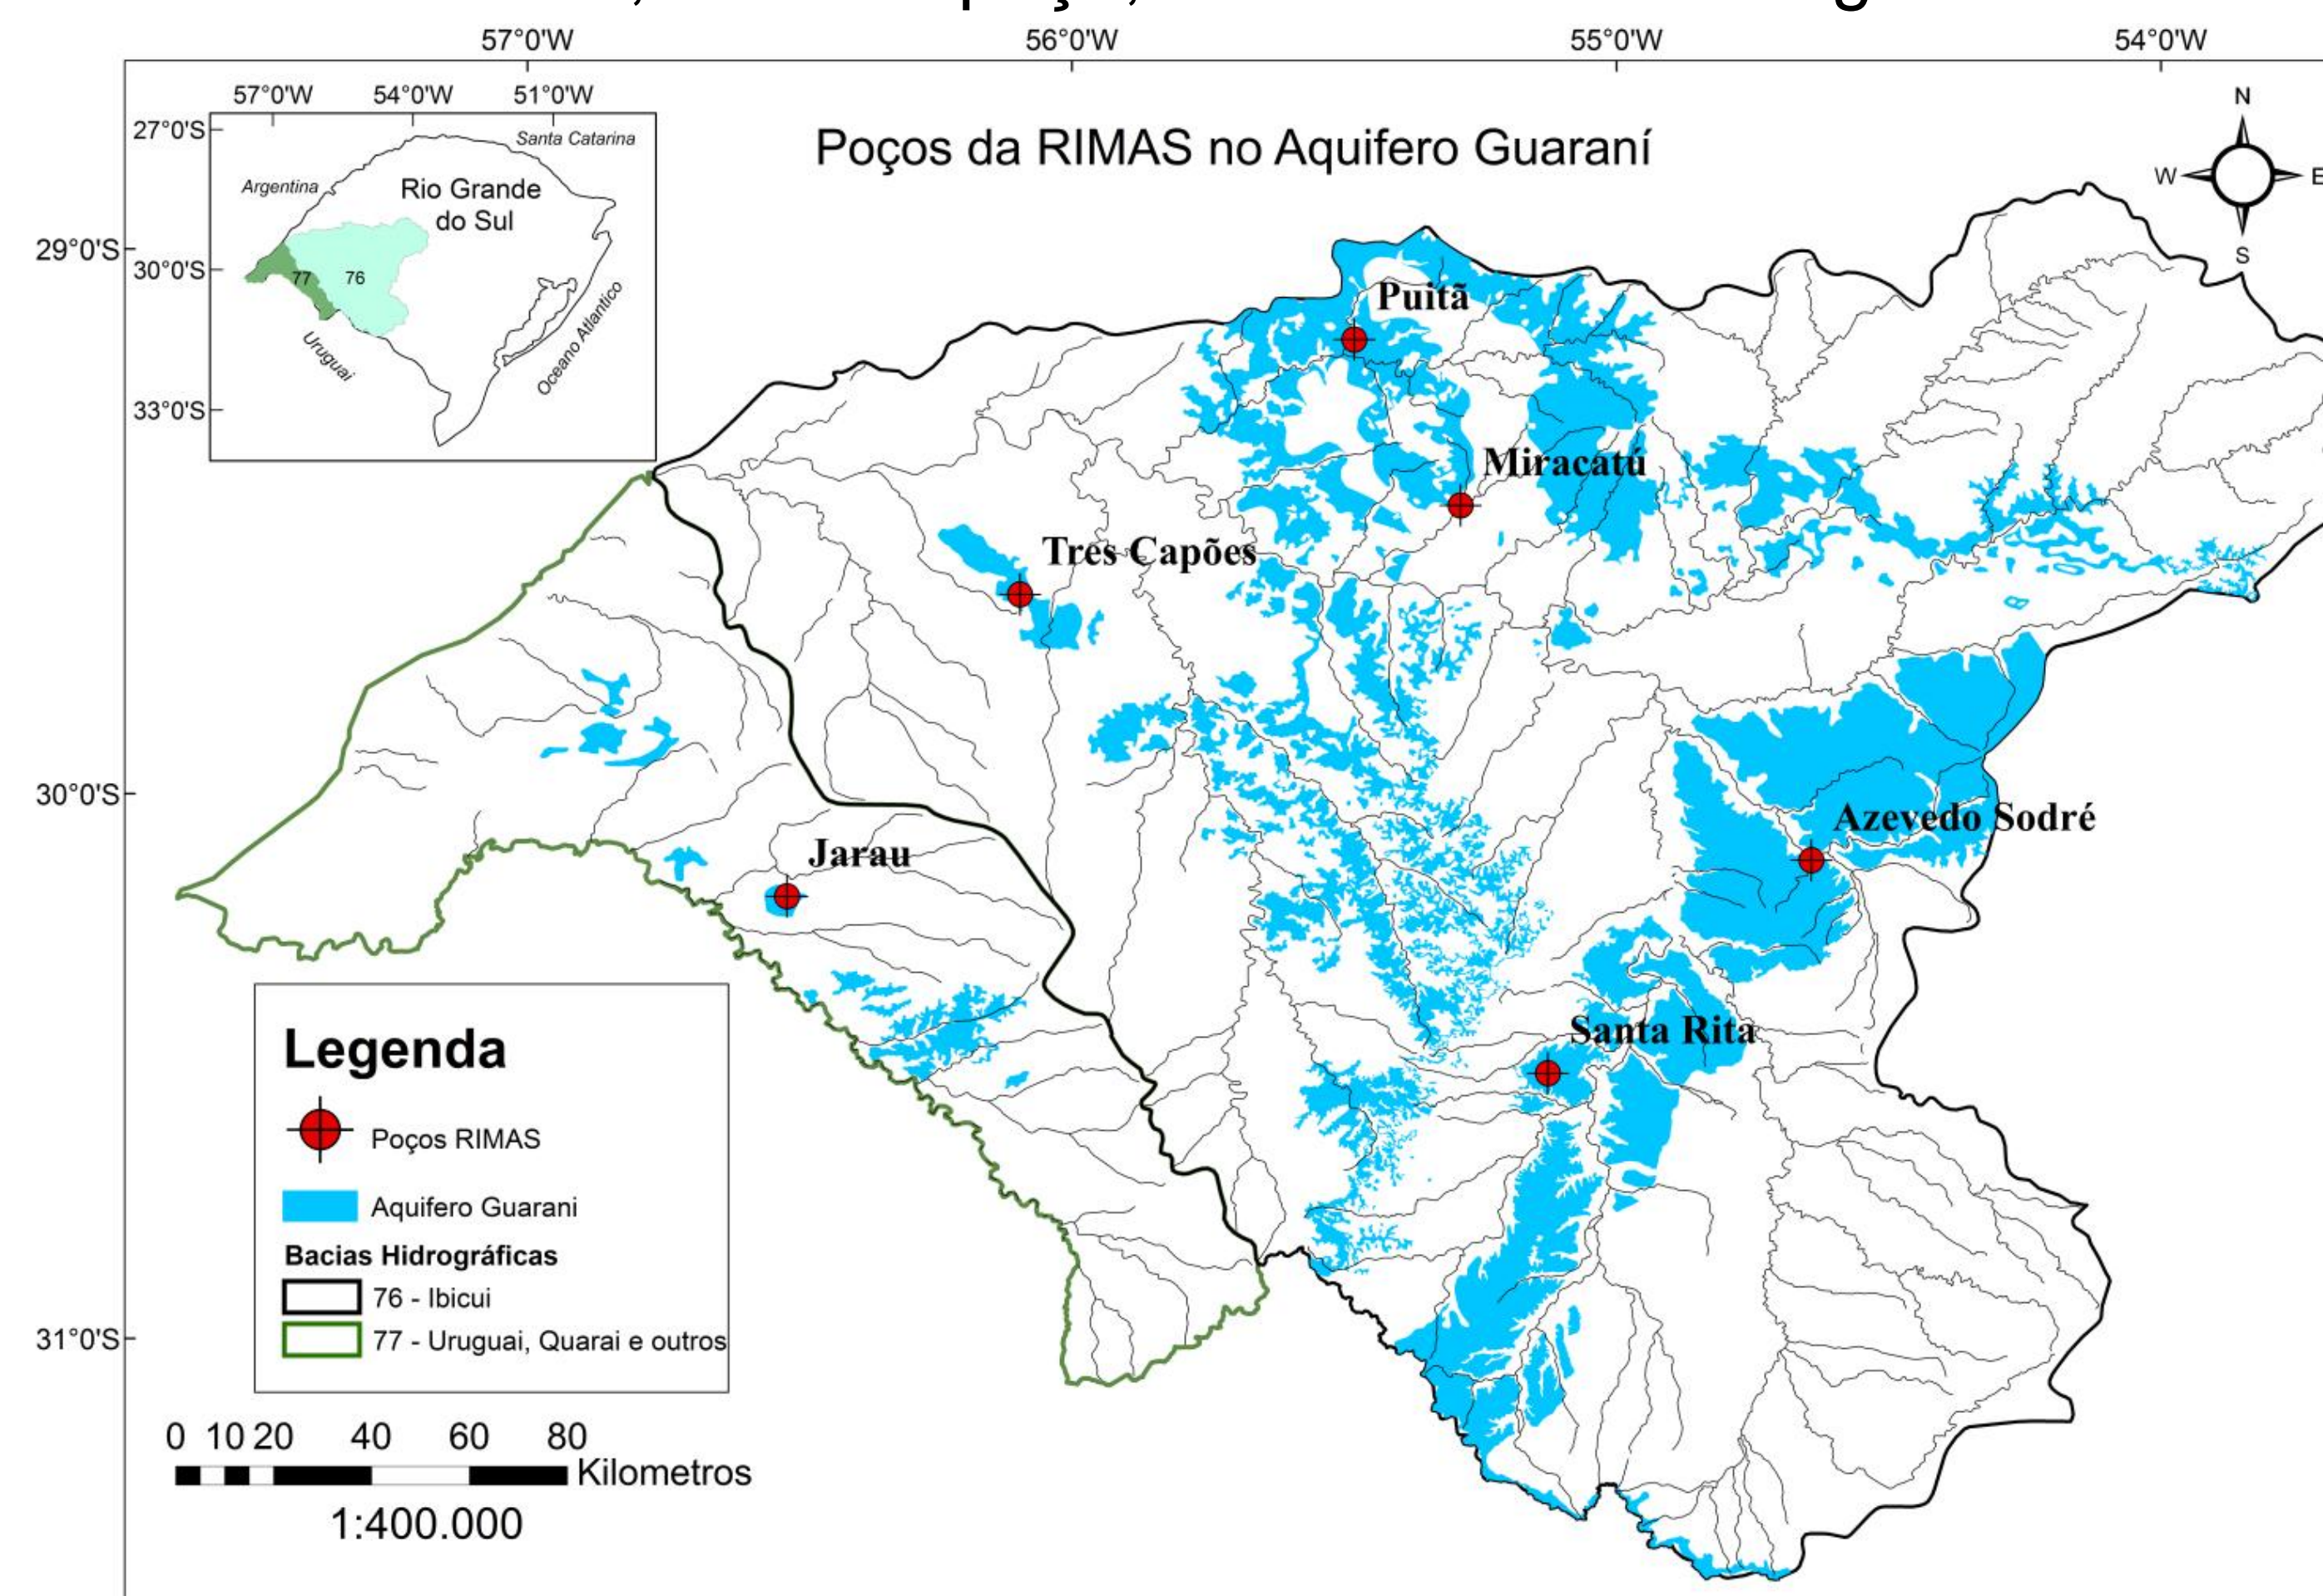 57°0'W 56°0'W 55°0'W 54°0'W
57°0'W 54°0'W 51°0'W
27°0'S
30°0'S
33°0'S
Santa Catarina
Argentina
Rio Grande
do Sul
77 76
Uruguai
Oceano Atlantico
Poços da RIMAS no Aquifero Guaraní
N
W E
S
29°0'S
30°0'S
31°0'S
Puitã
Miracatú
Tres Capões
Azevedo Sodré
Jarau
Santa Rita
Legenda
Poços RIMAS
Aquifero Guarani
Bacias Hidrográficas
76 - Ibicui
77 - Uruguai, Quarai e outros
0 10 20 40 60 80
Kilometros
1:400.000